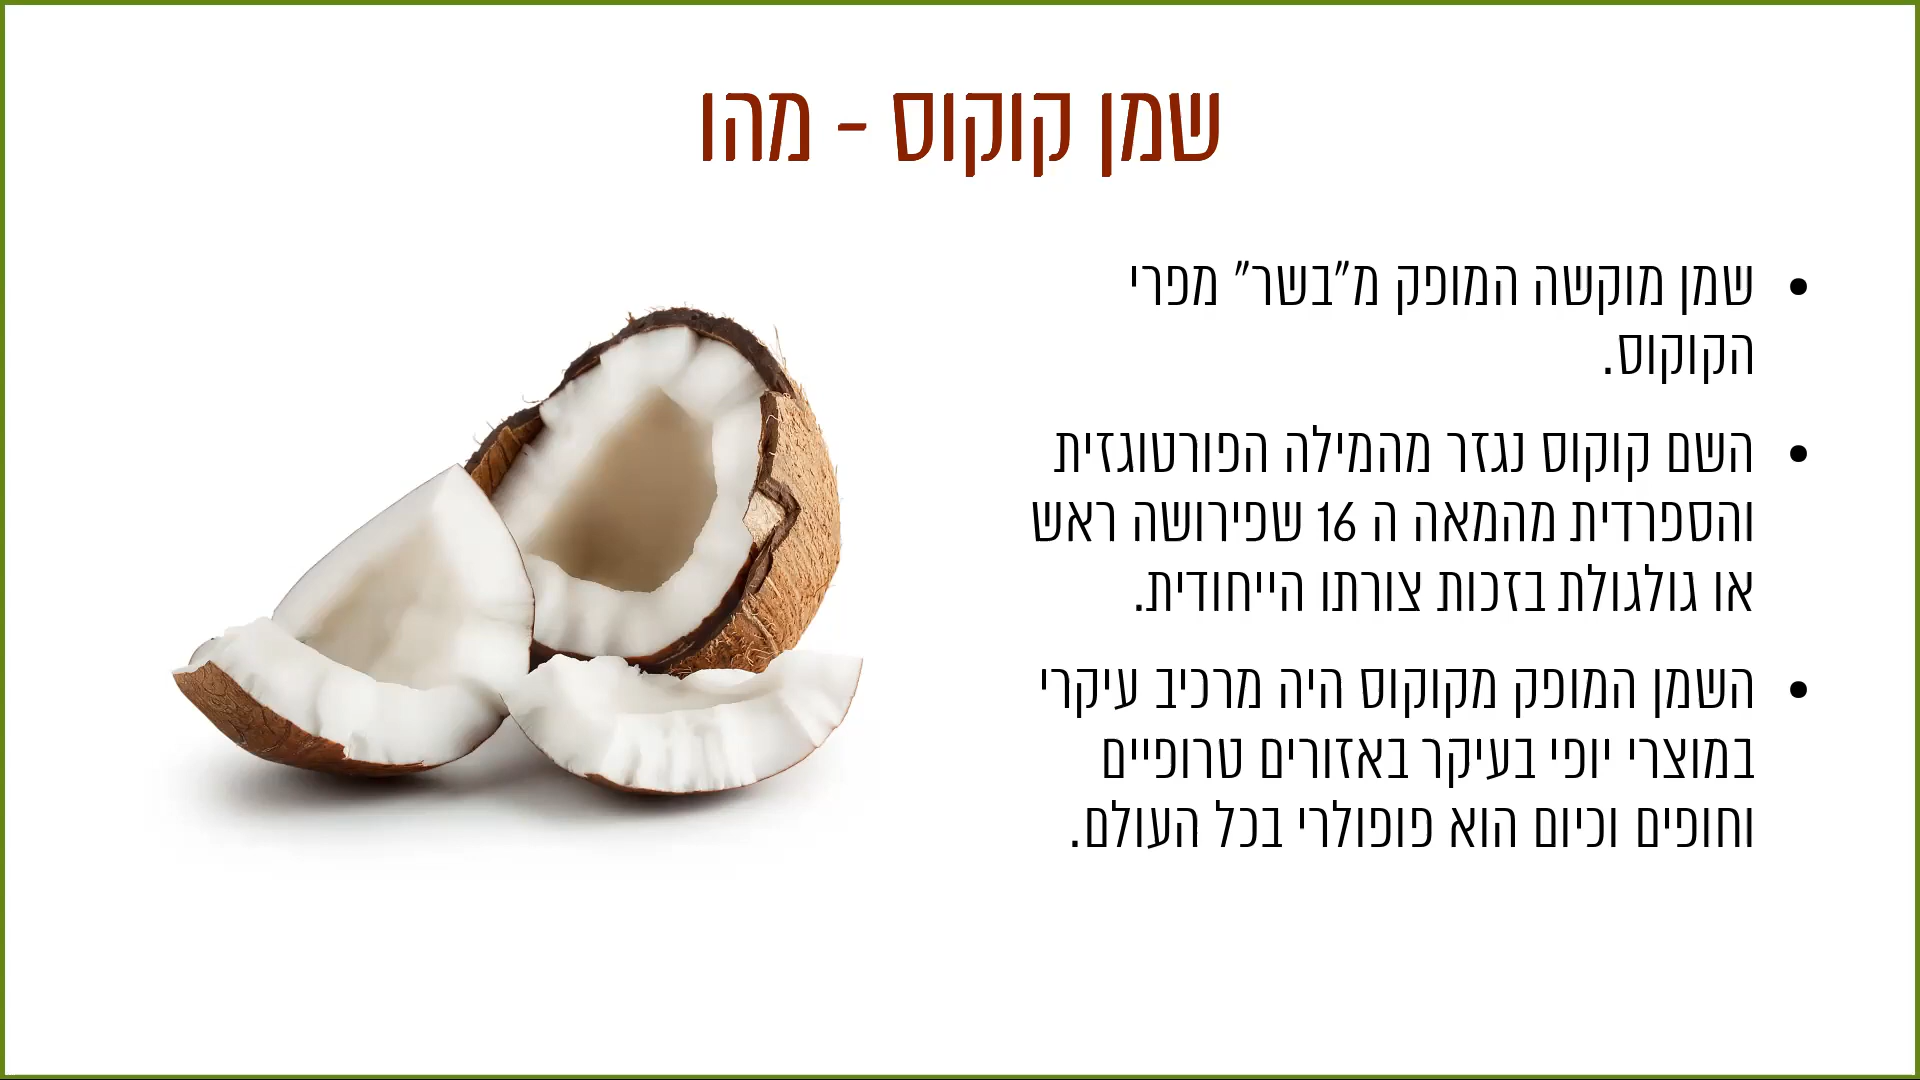 שמן קוקוס - מהו
• שמן מוקשה המופק מ"בשר" מפרי
הקוקוס.
• השם קוקוס נגזר מהמילה הפורטוגזית
והספרדית מהמאה ה 16 שפירושה ראש
או גולגולת בזכות צורתו הייחודית.
• השמן המופק מקוקוס היה מרכיב עיקרי
במוצרי יופי בעיקר באזורים טרופיים
וחופים וכיום הוא פופולרי בכל העולם.